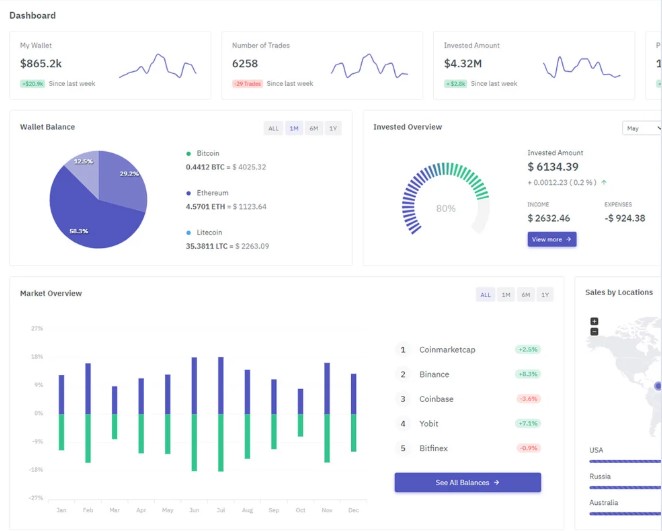 Dashboard
My Wallet
$865.2k
+$20.9k Since last week
Number of Trades
6258
-29 Trades Since last week
Invested Amount
$4.32M
+ $2.8k Since last week
P
1
Wallet Balance
ALL 1M 6M 1Y
12.5%
29.2%
58.3%
Bitcoin
0.4412 BTC = $ 4025.32
Ethereum
4.5701 ETH = $ 1123.64
Litecoin
35.3811 LTC = $ 2263.09
Invested Overview
May
80%
Invested Amount
$ 6134.39
+ 0.0012.23 ( 0.2 % ) ↑
INCOME EXPENSES
$ 2632.46 -$ 924.38
View more →
Market Overview
ALL 1M 6M 1Y
27%
18%
9%
0%
-9%
-18%
-27%
Jan Feb Mar Apr May Jun Jul Aug Sep Oct Nov Dec
1 Coinmarketcap +2.5%
2 Binance +8.3%
3 Coinbase -3.6%
4 Yobit +7.1%
5 Bitfinex -0.9%
See All Balances →
Sales by Locations
+
−
USA
Russia
Australia